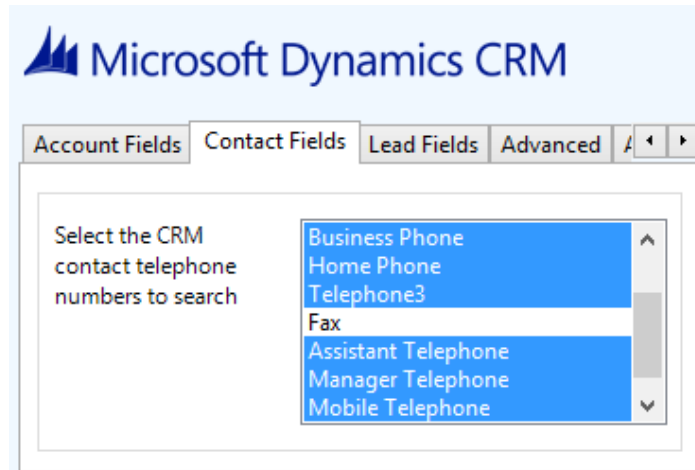 Microsoft Dynamics CRM
Account Fields Contact Fields Lead Fields Advanced
Select the CRM
contact telephone
numbers to search
Business Phone
Home Phone
Telephone3
Fax
Assistant Telephone
Manager Telephone
Mobile Telephone